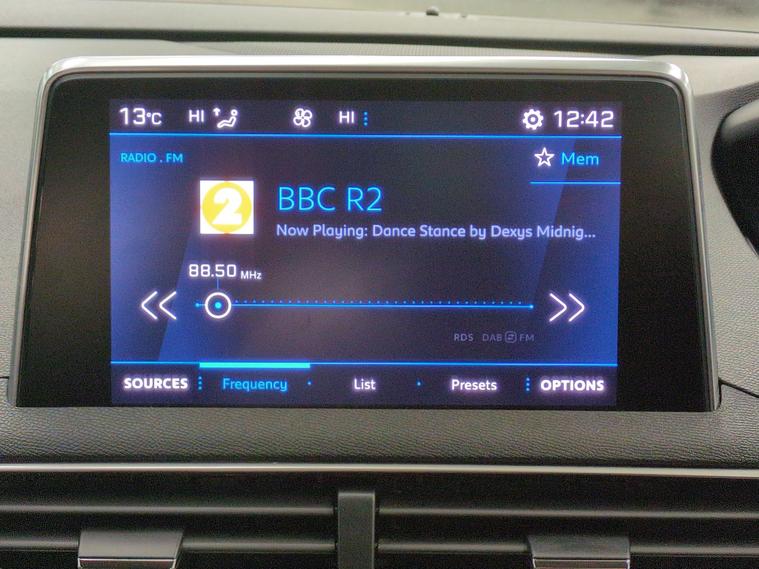 13°C HI HI 12:42
RADIO . FM
Mem
2
BBC R2
Now Playing: Dance Stance by Dexys Midnig...
88.50 MHz
RDS DAB FM
SOURCES Frequency List Presets OPTIONS